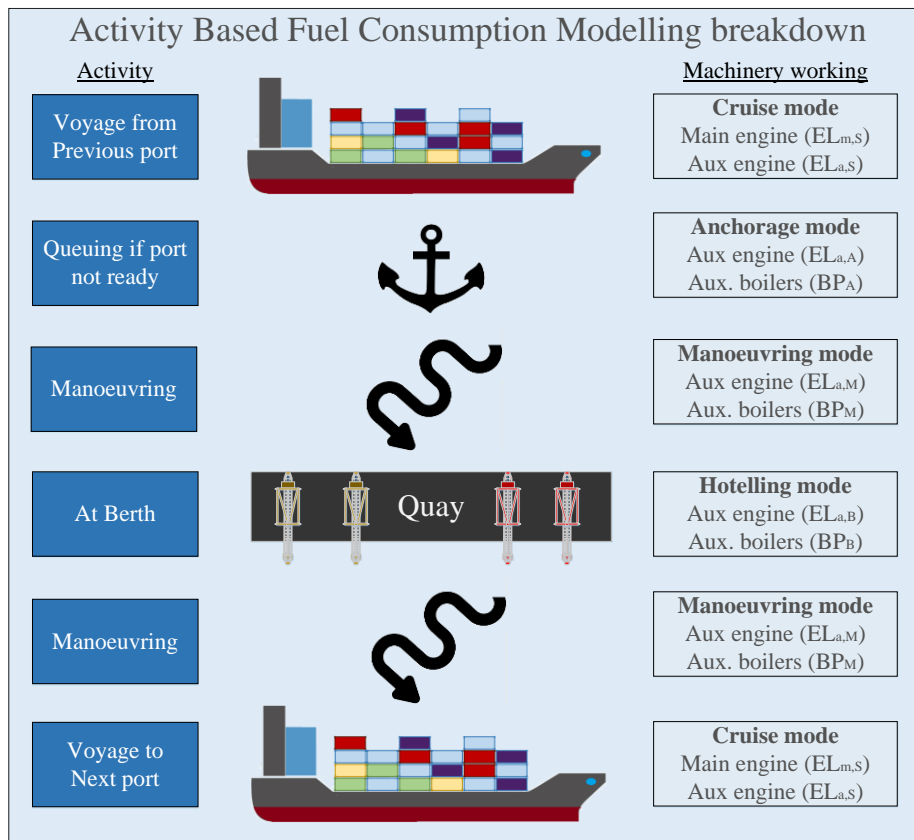 Activity Based Fuel Consumption Modelling breakdown
Activity
Machinery working
Voyage from
Previous port
Cruise mode
Main engine (ELm,S)
Aux engine (ELa,S)
Queuing if port
not ready
Anchorage mode
Aux engine (ELa,A)
Aux. boilers (BPA)
Manoeuvring
Manoeuvring mode
Aux engine (ELa,M)
Aux. boilers (BPM)
At Berth
Quay
Hotelling mode
Aux engine (ELa,B)
Aux. boilers (BPB)
Manoeuvring
Manoeuvring mode
Aux engine (ELa,M)
Aux. boilers (BPM)
Voyage to
Next port
Cruise mode
Main engine (ELm,S)
Aux engine (ELa,S)